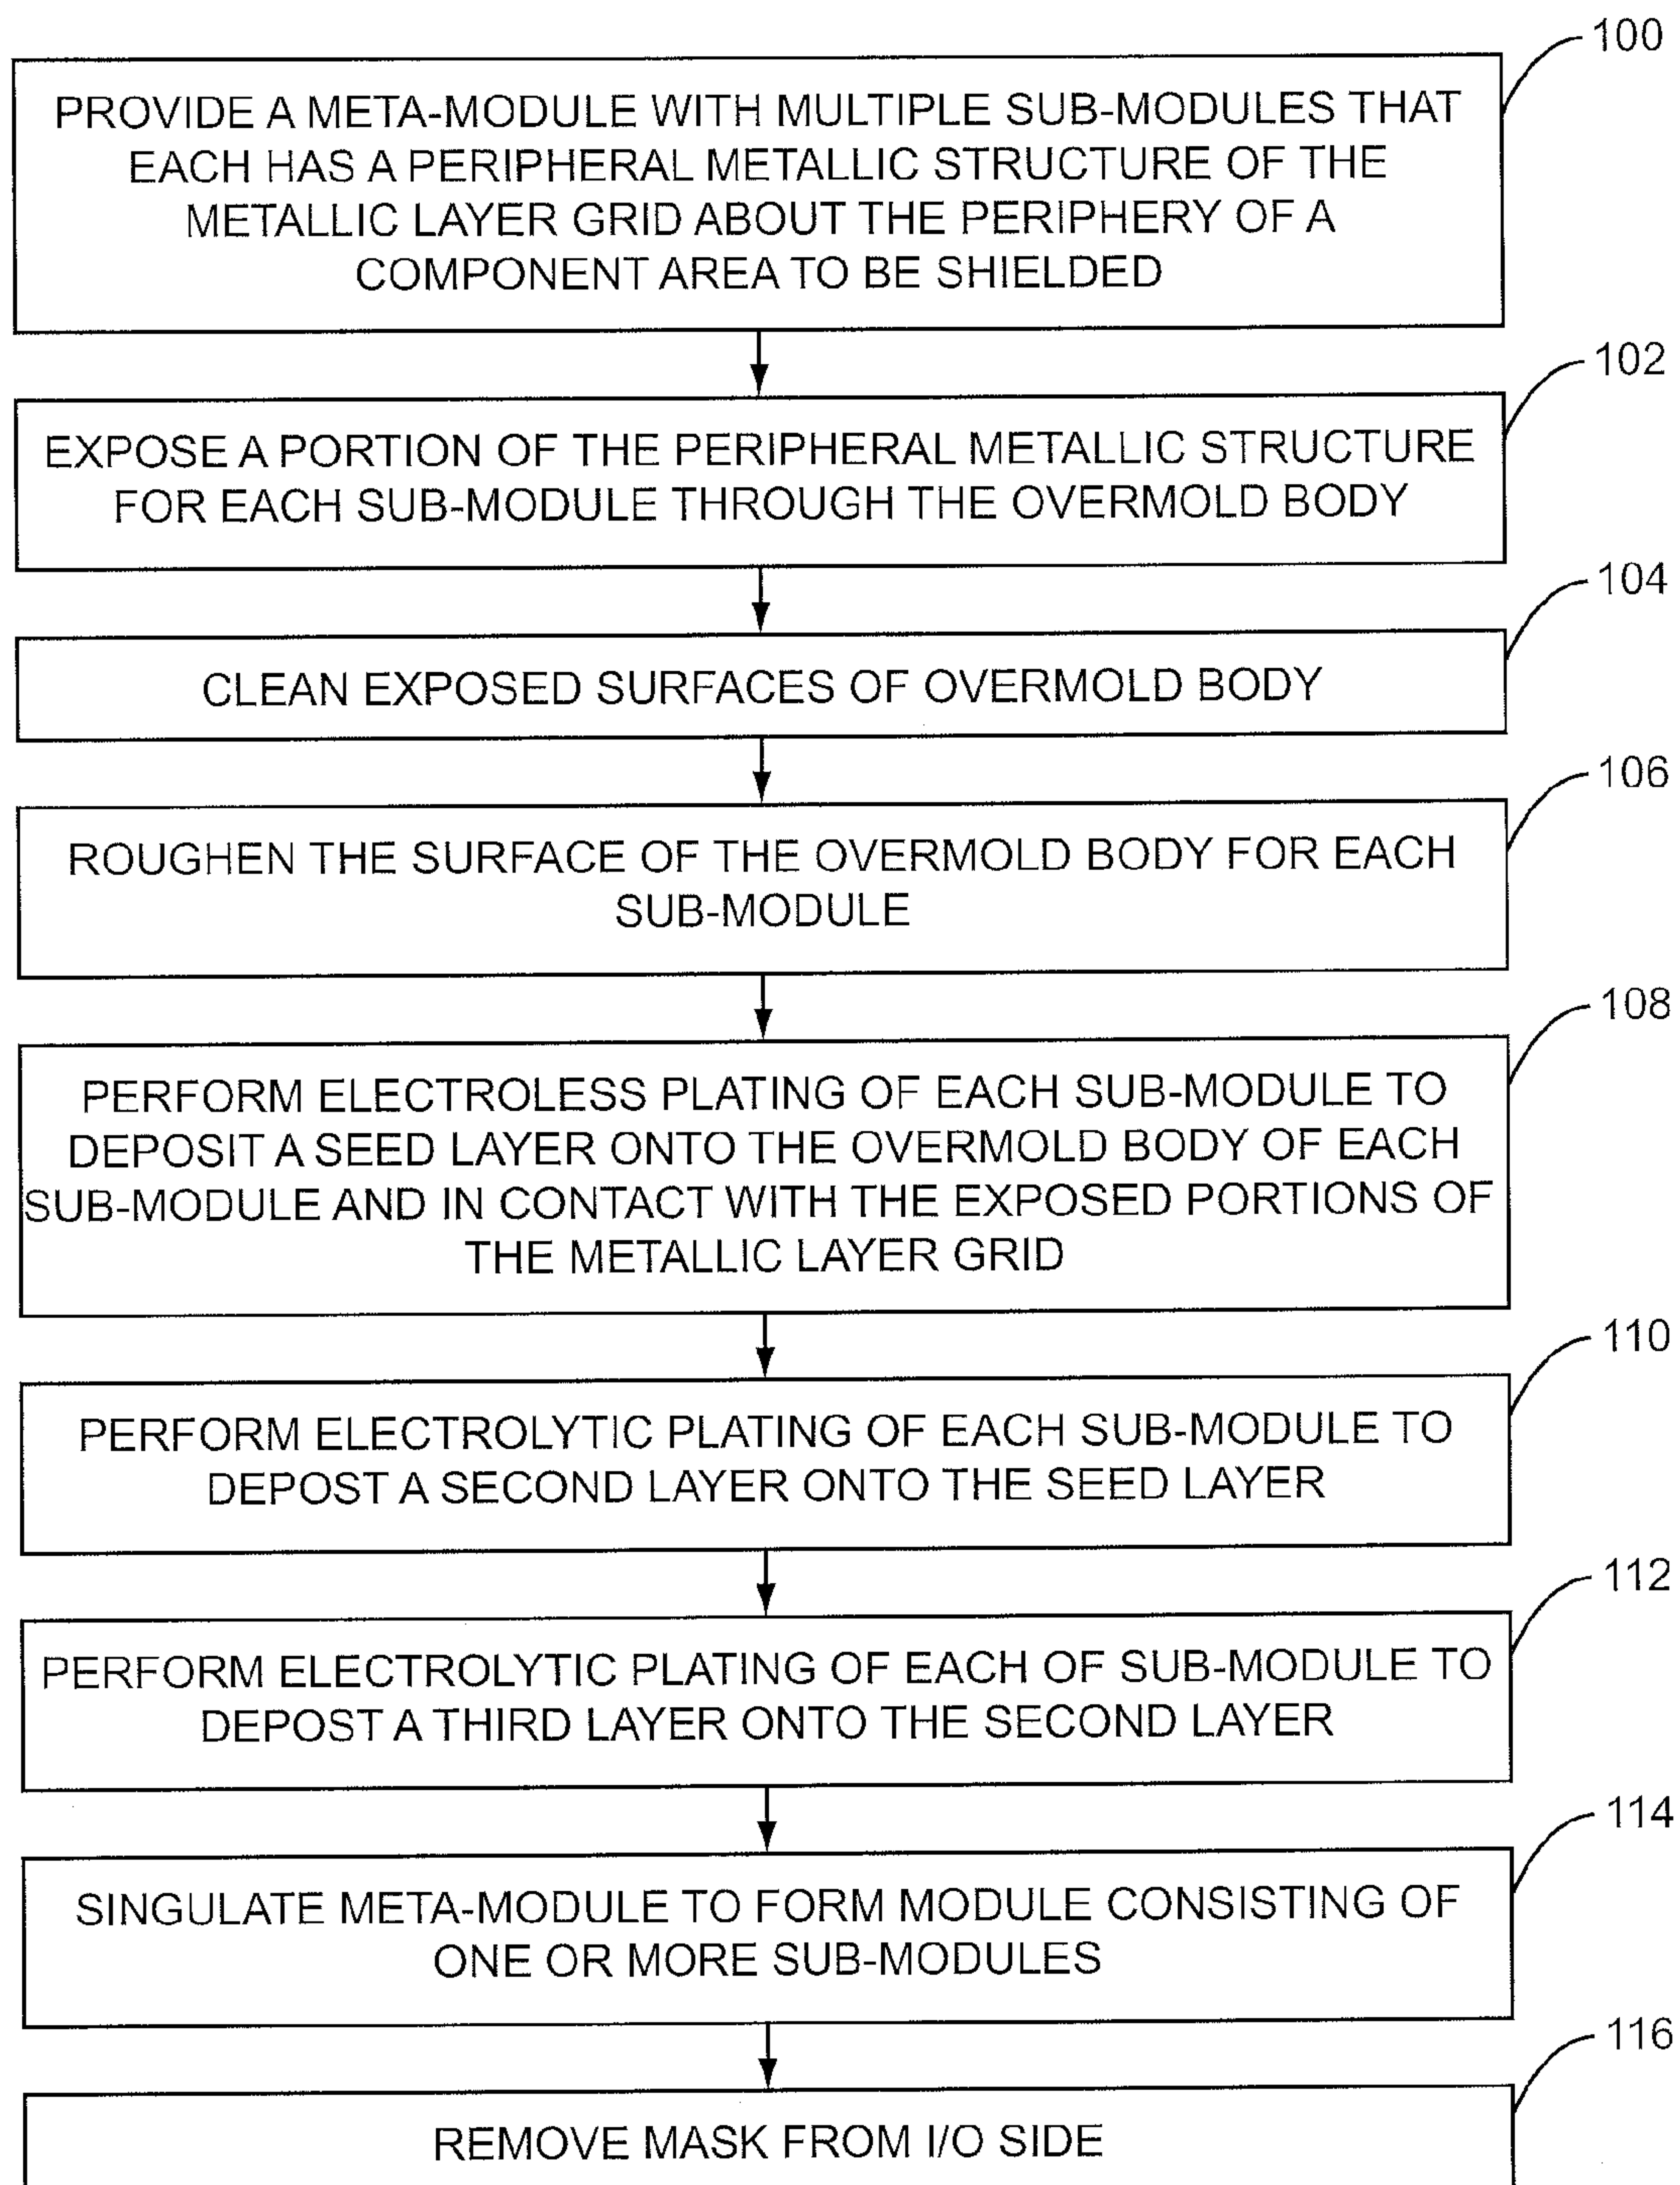 100
PROVIDE A META-MODULE WITH MULTIPLE SUB-MODULES THAT
EACH HAS A PERIPHERAL METALLIC STRUCTURE OF THE
METALLIC LAYER GRID ABOUT THE PERIPHERY OF A
COMPONENT AREA TO BE SHIELDED
102
EXPOSE A PORTION OF THE PERIPHERAL METALLIC STRUCTURE
FOR EACH SUB-MODULE THROUGH THE OVERMOLD BODY
104
CLEAN EXPOSED SURFACES OF OVERMOLD BODY
106
ROUGHEN THE SURFACE OF THE OVERMOLD BODY FOR EACH
SUB-MODULE
108
PERFORM ELECTROLESS PLATING OF EACH SUB-MODULE TO
DEPOSIT A SEED LAYER ONTO THE OVERMOLD BODY OF EACH
SUB-MODULE AND IN CONTACT WITH THE EXPOSED PORTIONS OF
THE METALLIC LAYER GRID
110
PERFORM ELECTROLYTIC PLATING OF EACH SUB-MODULE TO
DEPOST A SECOND LAYER ONTO THE SEED LAYER
112
PERFORM ELECTROLYTIC PLATING OF EACH OF SUB-MODULE TO
DEPOST A THIRD LAYER ONTO THE SECOND LAYER
114
SINGULATE META-MODULE TO FORM MODULE CONSISTING OF
ONE OR MORE SUB-MODULES
116
REMOVE MASK FROM I/O SIDE